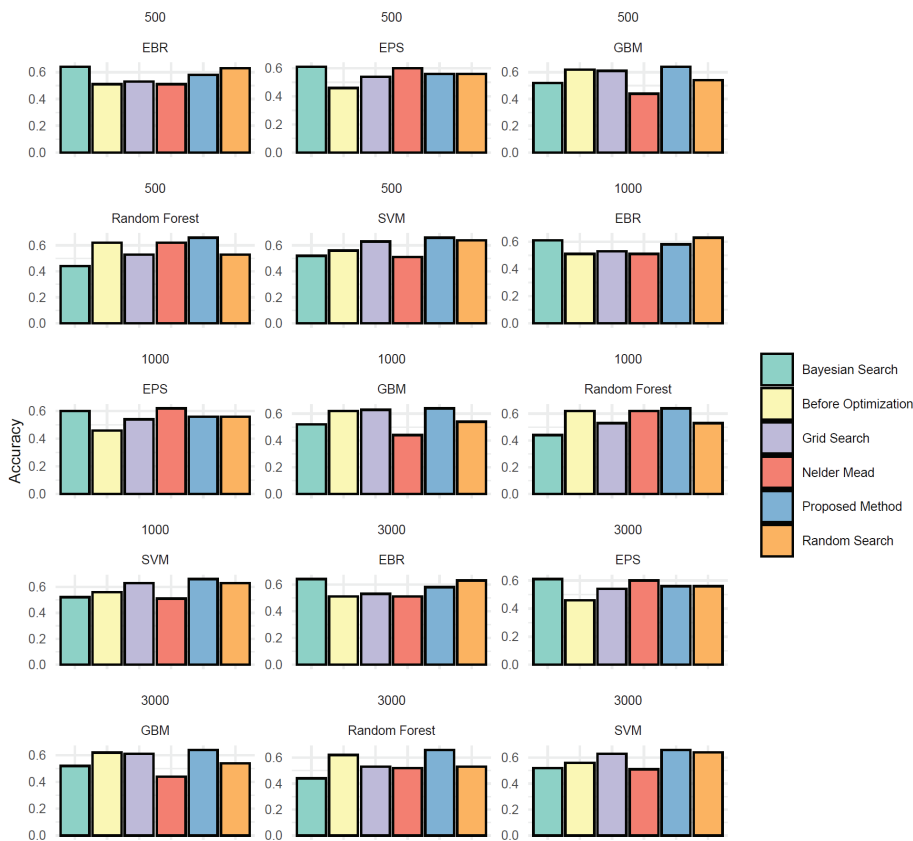 500 500 500
EBR EPS GBM
0.6 0.6 0.6
0.4 0.4 0.4
0.2 0.2 0.2
0.0 0.0 0.0
500 500 1000
Random Forest SVM EBR
0.6 0.6 0.6
0.4 0.4 0.4
0.2 0.2 0.2
0.0 0.0 0.0
1000 1000 1000
EPS GBM Random Forest
0.6 0.6 0.6
0.4 0.4 0.4
0.2 0.2 0.2
0.0 0.0 0.0
Accuracy
1000 3000 3000
SVM EBR EPS
0.6 0.6 0.6
0.4 0.4 0.4
0.2 0.2 0.2
0.0 0.0 0.0
3000 3000 3000
GBM Random Forest SVM
0.6 0.6 0.6
0.4 0.4 0.4
0.2 0.2 0.2
0.0 0.0 0.0
Bayesian Search
Before Optimization
Grid Search
Nelder Mead
Proposed Method
Random Search